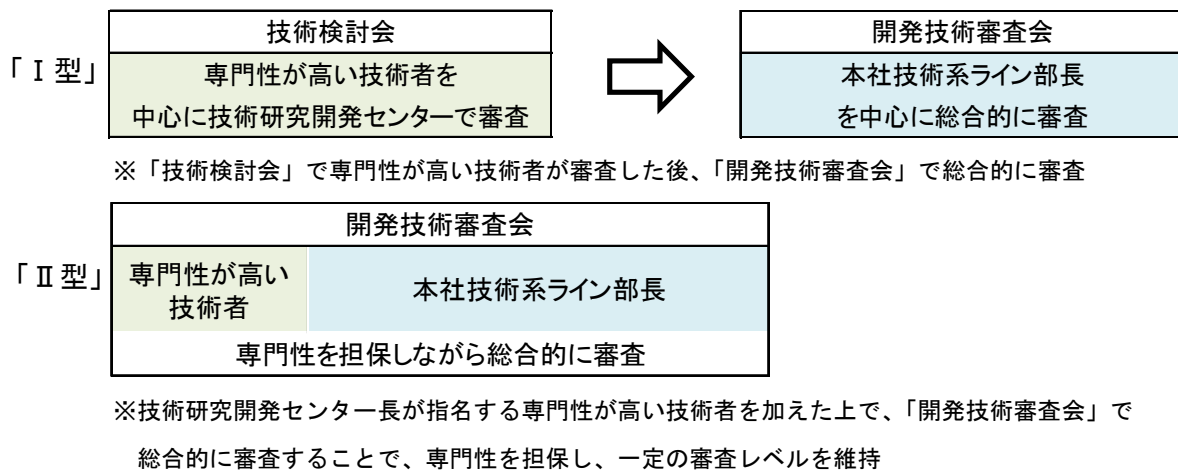 技術検討会
開発技術審査会
「Ⅰ型」
専門性が高い技術者を
中心に技術研究開発センターで審査
本社技術系ライン部長
を中心に総合的に審査
※「技術検討会」で専門性が高い技術者が審査した後、「開発技術審査会」で総合的に審査
開発技術審査会
「Ⅱ型」
専門性が高い
技術者
本社技術系ライン部長
専門性を担保しながら総合的に審査
※技術研究開発センター長が指名する専門性が高い技術者を加えた上で、「開発技術審査会」で
総合的に審査することで、専門性を担保し、一定の審査レベルを維持